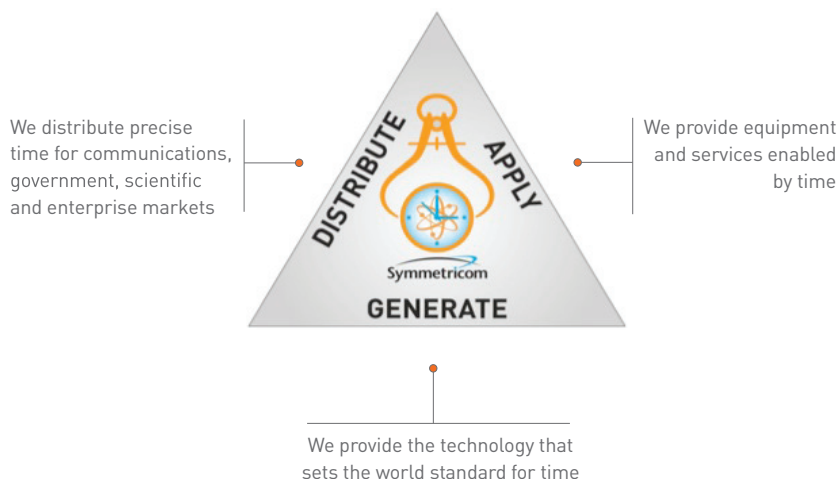 We distribute precise
time for communications,
government, scientific
and enterprise markets
DISTRIBUTE
APPLY
We provide equipment
and services enabled
by time
Symmetricom
GENERATE
We provide the technology that
sets the world standard for time